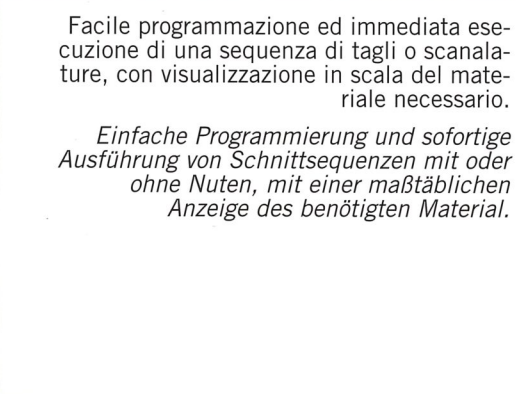 Facile programmazione ed immediata ese-
cuzione di una sequenza di tagli o scanala-
ture, con visualizzazione in scala del mate-
riale necessario.
Einfache Programmierung und sofortige
Ausführung von Schnittsequenzen mit oder
ohne Nuten, mit einer maßtäblichen
Anzeige des benötigten Material.